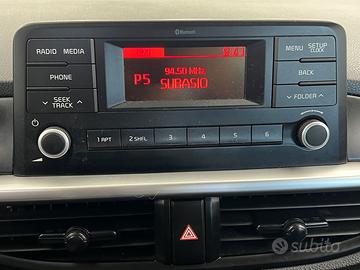 Bluetooth
RADIO MEDIA
PHONE
SEEK
TRACK
94.50 MHz
P5 SUBASIO
MENU SETUP
CLOCK
BACK
FOLDER
1 RPT 2 SHFL 3 4 5 6
subito